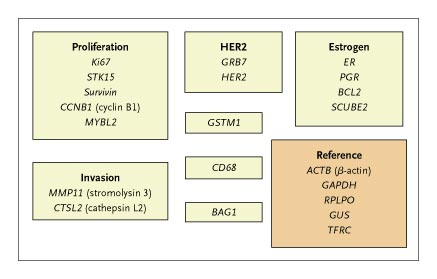 Proliferation
Ki67
STK15
Survivin
CCNB1 (cyclin B1)
MYBL2
HER2
GRB7
HER2
Estrogen
ER
PGR
BCL2
SCUBE2
GSTM1
Invasion
MMP11 (stromolysin 3)
CTSL2 (cathepsin L2)
CD68
BAG1
Reference
ACTB (β-actin)
GAPDH
RPLPO
GUS
TFRC